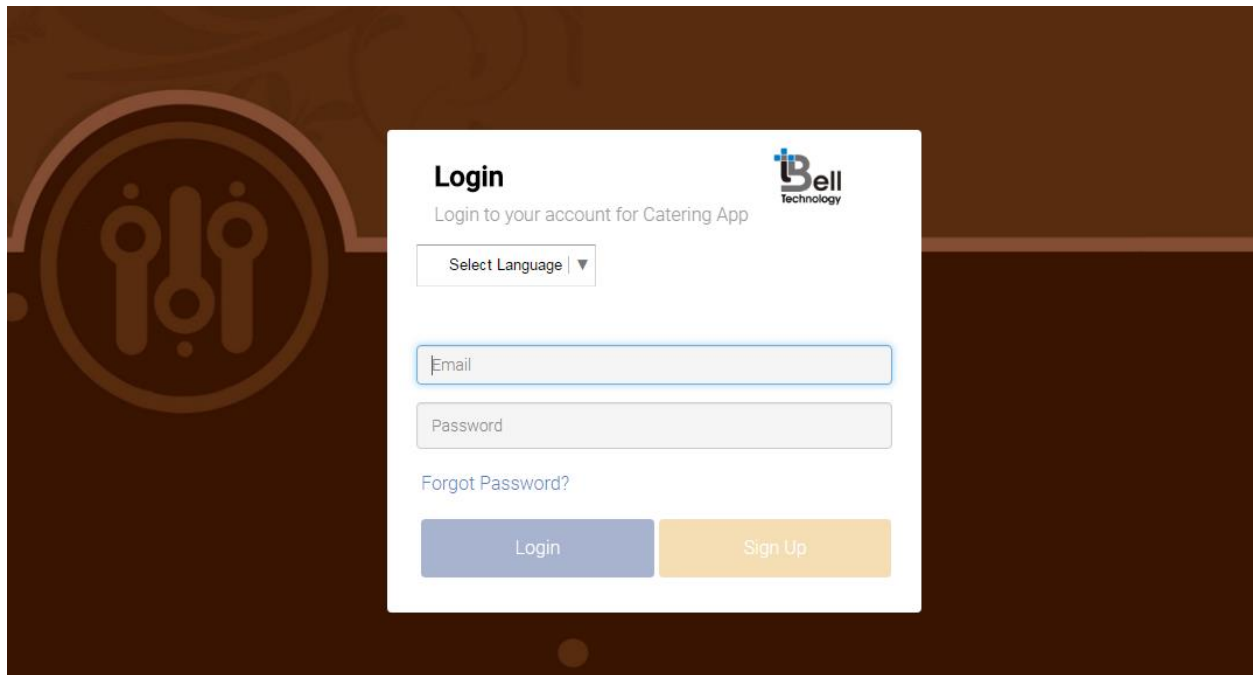 Login
Bell
Technology
Login to your account for Catering App
Select Language
Email
Password
Forgot Password?
Login
Sign Up